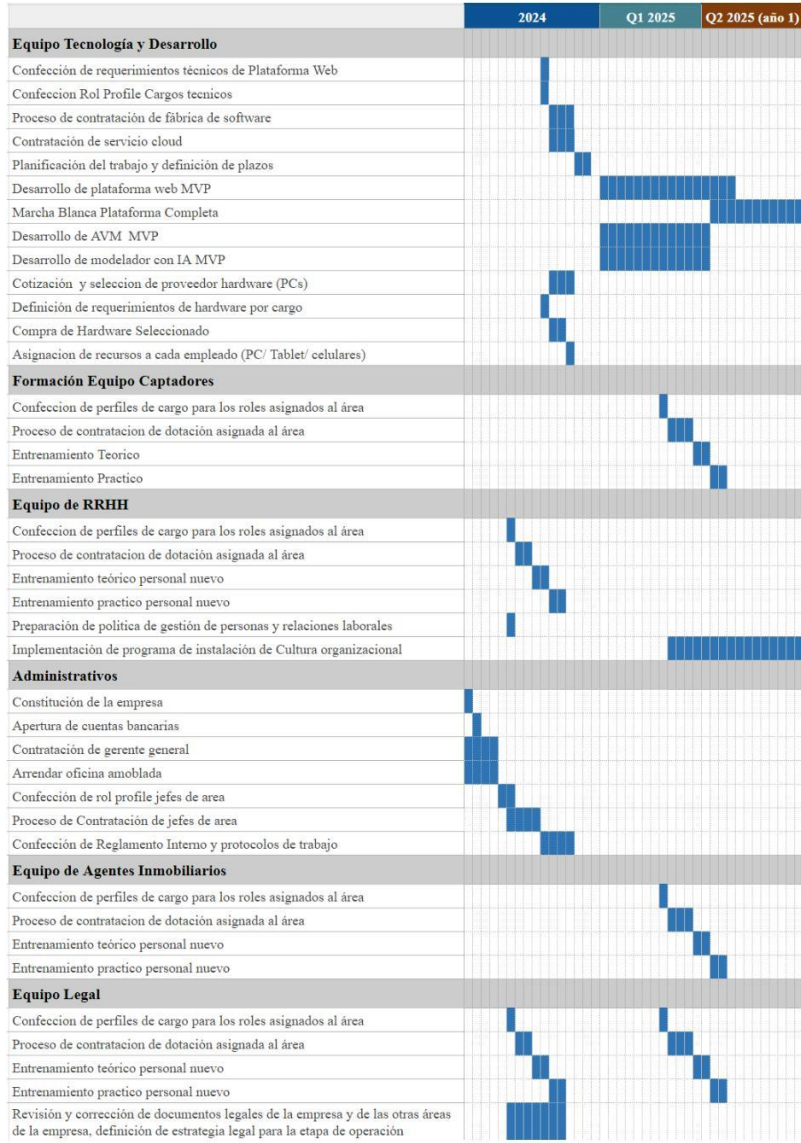 2024 Q1 2025 Q2 2025 (año 1)
Equipo Tecnología y Desarrollo
Confección de requerimientos técnicos de Plataforma Web
Confeccion Rol Profile Cargos tecnicos
Proceso de contratación de fábrica de software
Contratación de servicio cloud
Planificación del trabajo y definición de plazos
Desarrollo de plataforma web MVP
Marcha Blanca Plataforma Completa
Desarrollo de AVM MVP
Desarrollo de modelador con IA MVP
Cotización y seleccion de proveedor hardware (PCs)
Definición de requerimientos de hardware por cargo
Compra de Hardware Seleccionado
Asignacion de recursos a cada empleado (PC/ Tablet/ celulares)
Formación Equipo Captadores
Confeccion de perfiles de cargo para los roles asignados al área
Proceso de contratacion de dotación asignada al área
Entrenamiento Teorico
Entrenamiento Practico
Equipo de RRHH
Confeccion de perfiles de cargo para los roles asignados al área
Proceso de contratacion de dotación asignada al área
Entrenamiento teórico personal nuevo
Entrenamiento practico personal nuevo
Preparación de política de gestión de personas y relaciones laborales
Implementación de programa de instalación de Cultura organizacional
Administrativos
Constitución de la empresa
Apertura de cuentas bancarias
Contratación de gerente general
Arrendar oficina amoblada
Confección de rol profile jefes de area
Proceso de Contratación de jefes de area
Confección de Reglamento Interno y protocolos de trabajo
Equipo de Agentes Inmobiliarios
Confeccion de perfiles de cargo para los roles asignados al área
Proceso de contratacion de dotación asignada al área
Entrenamiento teórico personal nuevo
Entrenamiento practico personal nuevo
Equipo Legal
Confeccion de perfiles de cargo para los roles asignados al área
Proceso de contratacion de dotación asignada al área
Entrenamiento teórico personal nuevo
Entrenamiento practico personal nuevo
Revisión y corrección de documentos legales de la empresa y de las otras áreas
de la empresa, definición de estrategia legal para la etapa de operación